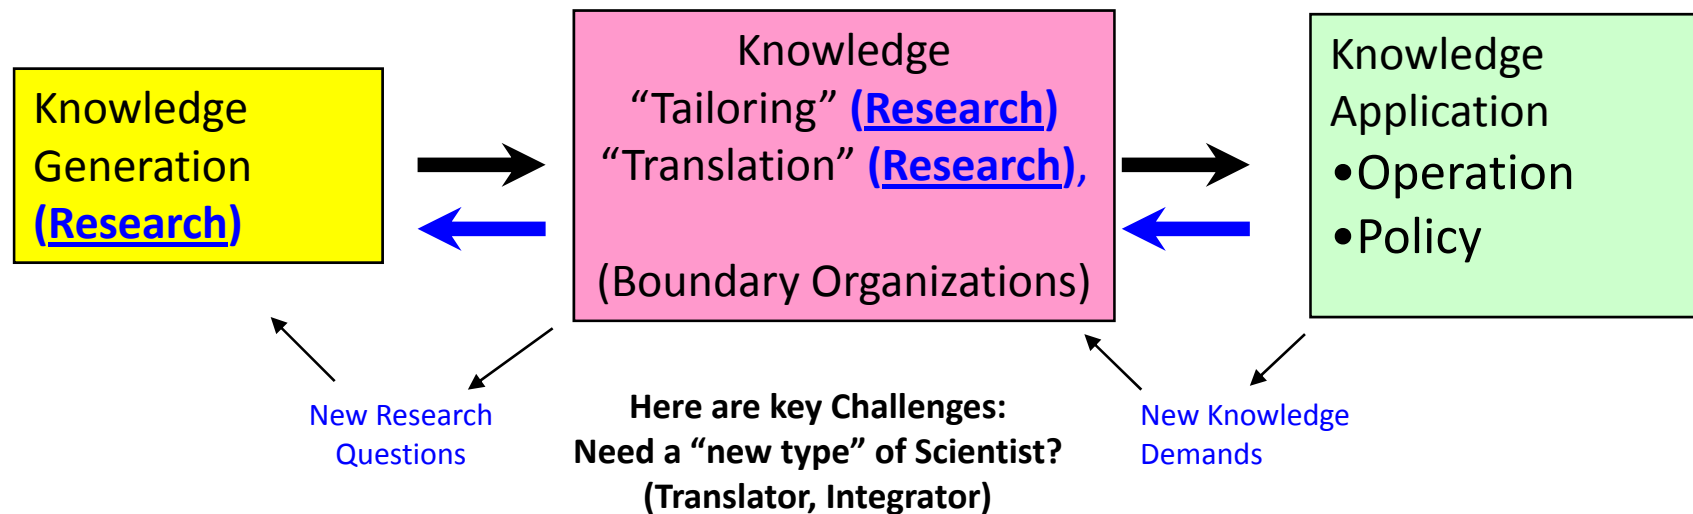 Knowledge
Generation
(Research)
Knowledge
“Tailoring” (Research)
“Translation” (Research),
(Boundary Organizations)
Knowledge
Application
•Operation
•Policy
New Research
Questions
Here are key Challenges:
Need a “new type” of Scientist?
(Translator, Integrator)
New Knowledge
Demands